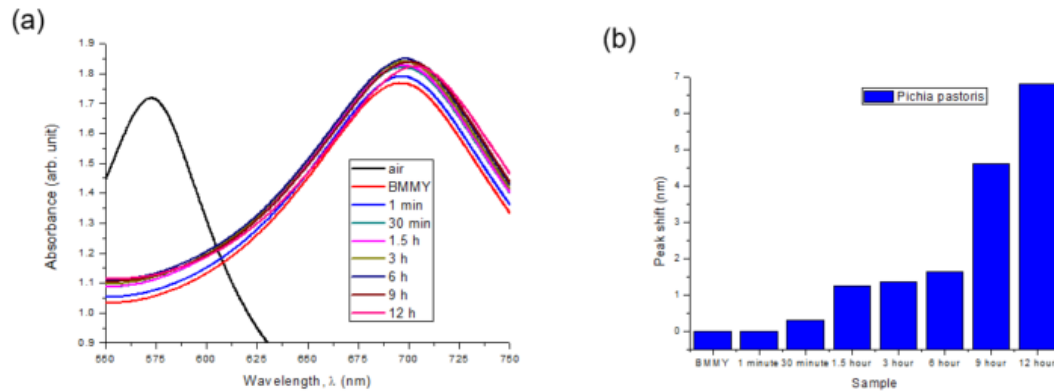 (a)
1.9
1.8
1.7
1.6
1.5
1.4
1.3
1.2
1.1
1.0
0.9
Absorbance (arb. unit)
air
BMMY
1 min
30 min
1.5 h
3 h
6 h
9 h
12 h
550 575 600 625 650 675 700 725 750
Wavelength, λ (nm)
(b)
7
6
5
4
3
2
1
0
Peak shift (nm)
Pichia pastoris
BMMY 1 minute 30 minute 1.5 hour 3 hour 6 hour 9 hour 12 hour
Sample